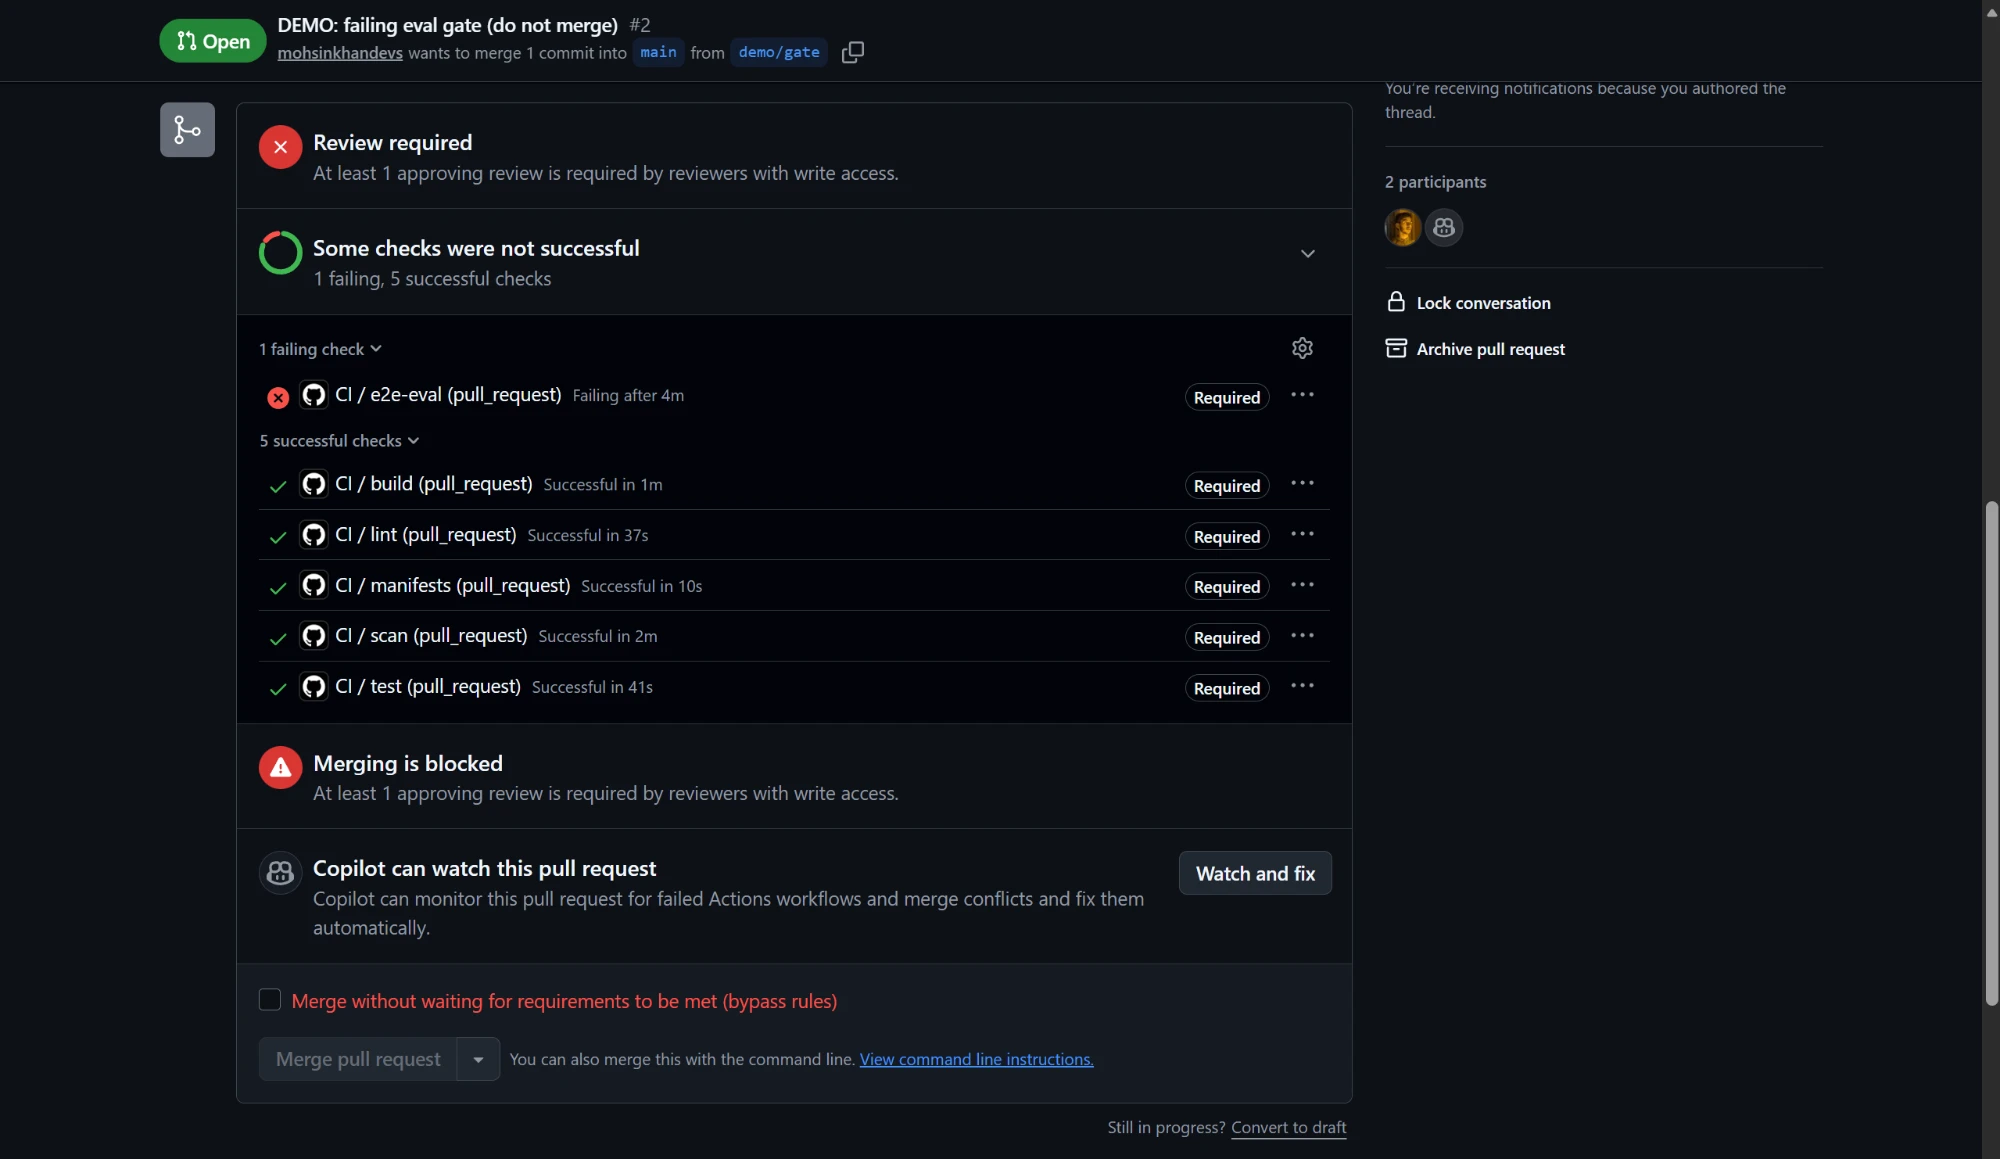 Open
DEMO: failing eval gate (do not merge) #2
mohsinkhandevs wants to merge 1 commit into main from demo/gate
You're receiving notifications because you authored the
thread.
2 participants
Lock conversation
Archive pull request
Review required
At least 1 approving review is required by reviewers with write access.
Some checks were not successful
1 failing, 5 successful checks
1 failing check
CI / e2e-eval (pull_request) Failing after 4m Required
5 successful checks
CI / build (pull_request) Successful in 1m Required
CI / lint (pull_request) Successful in 37s Required
CI / manifests (pull_request) Successful in 10s Required
CI / scan (pull_request) Successful in 2m Required
CI / test (pull_request) Successful in 41s Required
Merging is blocked
At least 1 approving review is required by reviewers with write access.
Copilot can watch this pull request
Copilot can monitor this pull request for failed Actions workflows and merge conflicts and fix them
automatically.
Watch and fix
Merge without waiting for requirements to be met (bypass rules)
Merge pull request You can also merge this with the command line. View command line instructions.
Still in progress? Convert to draft